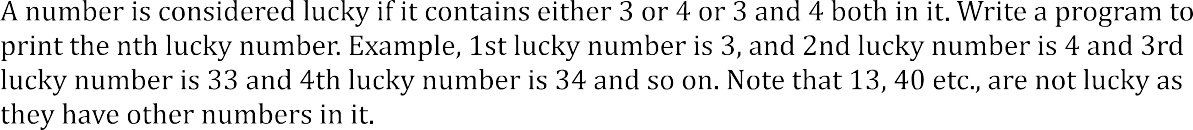 A number is considered lucky if it contains either 3 or 4 or 3 and 4 both in it. Write a program to
print the nth lucky number. Example, 1st lucky number is 3, and 2nd lucky number is 4 and 3rd
lucky number is 33 and 4th lucky number is 34 and so on. Note that 13, 40 etc., are not lucky as
they have other numbers in it.